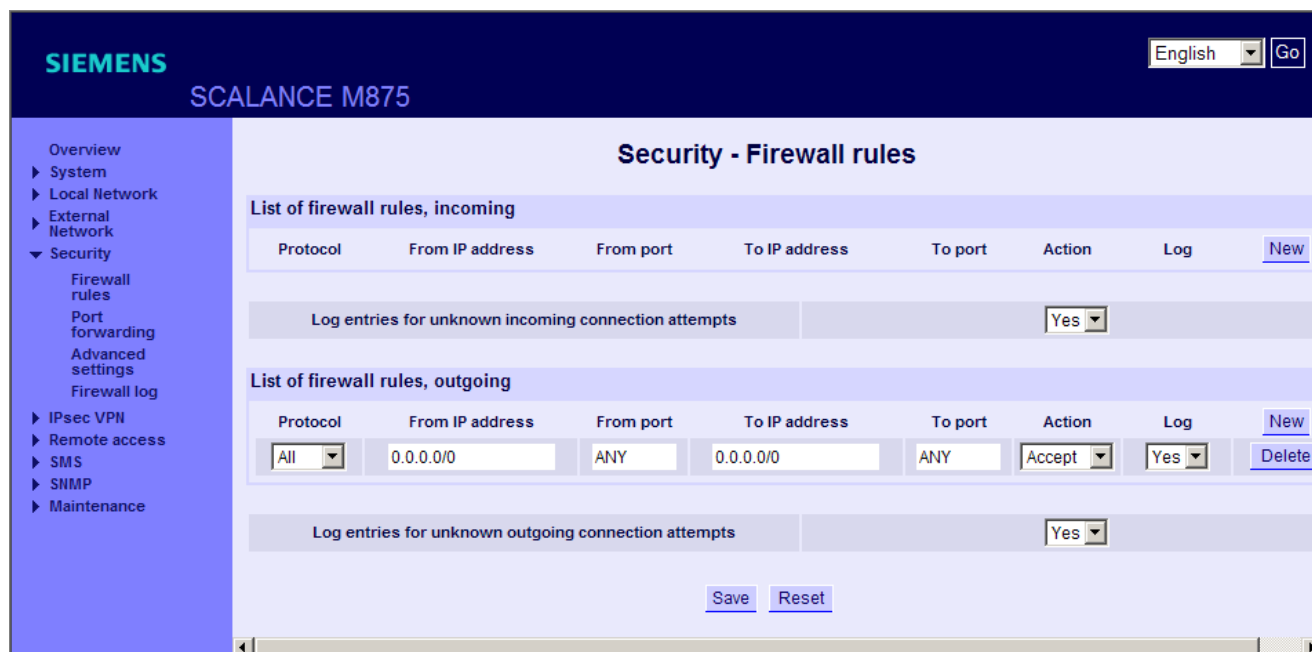 SIEMENS
English Go
SCALANCE M875
Overview
System
Local Network
External
Network
Security
Firewall
rules
Port
forwarding
Advanced
settings
Firewall log
IPsec VPN
Remote access
SMS
SNMP
Maintenance
Security - Firewall rules
List of firewall rules, incoming
Protocol From IP address From port To IP address To port Action Log New
Log entries for unknown incoming connection attempts Yes
List of firewall rules, outgoing
Protocol From IP address From port To IP address To port Action Log New
All 0.0.0.0/0 ANY 0.0.0.0/0 ANY Accept Yes Delete
Log entries for unknown outgoing connection attempts Yes
Save Reset